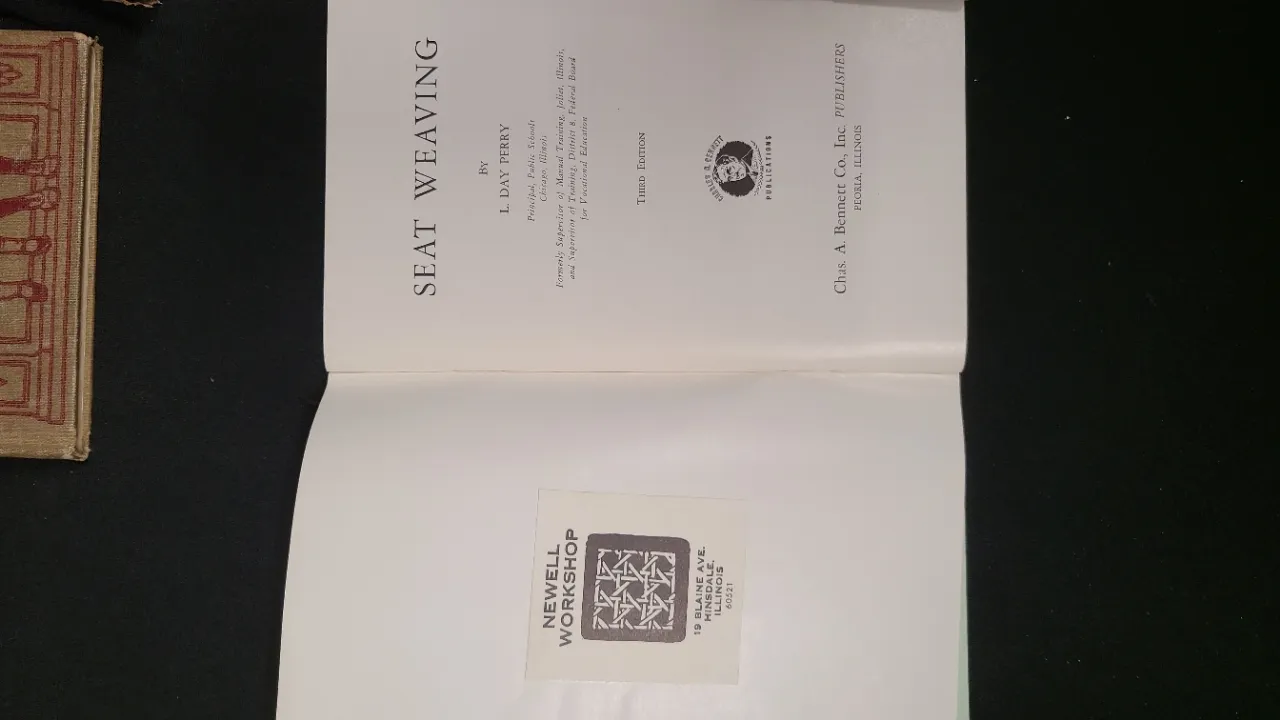 SEAT WEAVING
BY
L. DAY PERRY
Principal, Public Schools
Chicago, Illinois
Formerly Supervisor of Manual Training, Joliet, Illinois,
and Supervisor of Training, District 8, Federal Board
for Vocational Education
THIRD EDITION
CHARLES A. BENNETT
PUBLICATIONS
Chas. A. Bennett Co., Inc. PUBLISHERS
PEORIA, ILLINOIS
NEWELL
WORKSHOP
19 BLAINE AVE.
HINSDALE,
ILLINOIS
60521